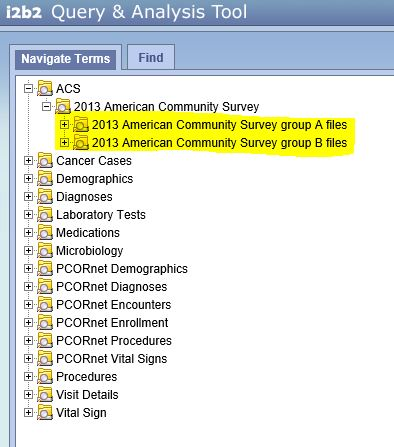 i2b2 Query & Analysis Tool
Navigate Terms Find
ACS
2013 American Community Survey
2013 American Community Survey group A files
2013 American Community Survey group B files
Cancer Cases
Demographics
Diagnoses
Laboratory Tests
Medications
Microbiology
PCORnet Demographics
PCORnet Diagnoses
PCORnet Encounters
PCORnet Enrollment
PCORnet Procedures
PCORnet Vital Signs
Procedures
Visit Details
Vital Sign